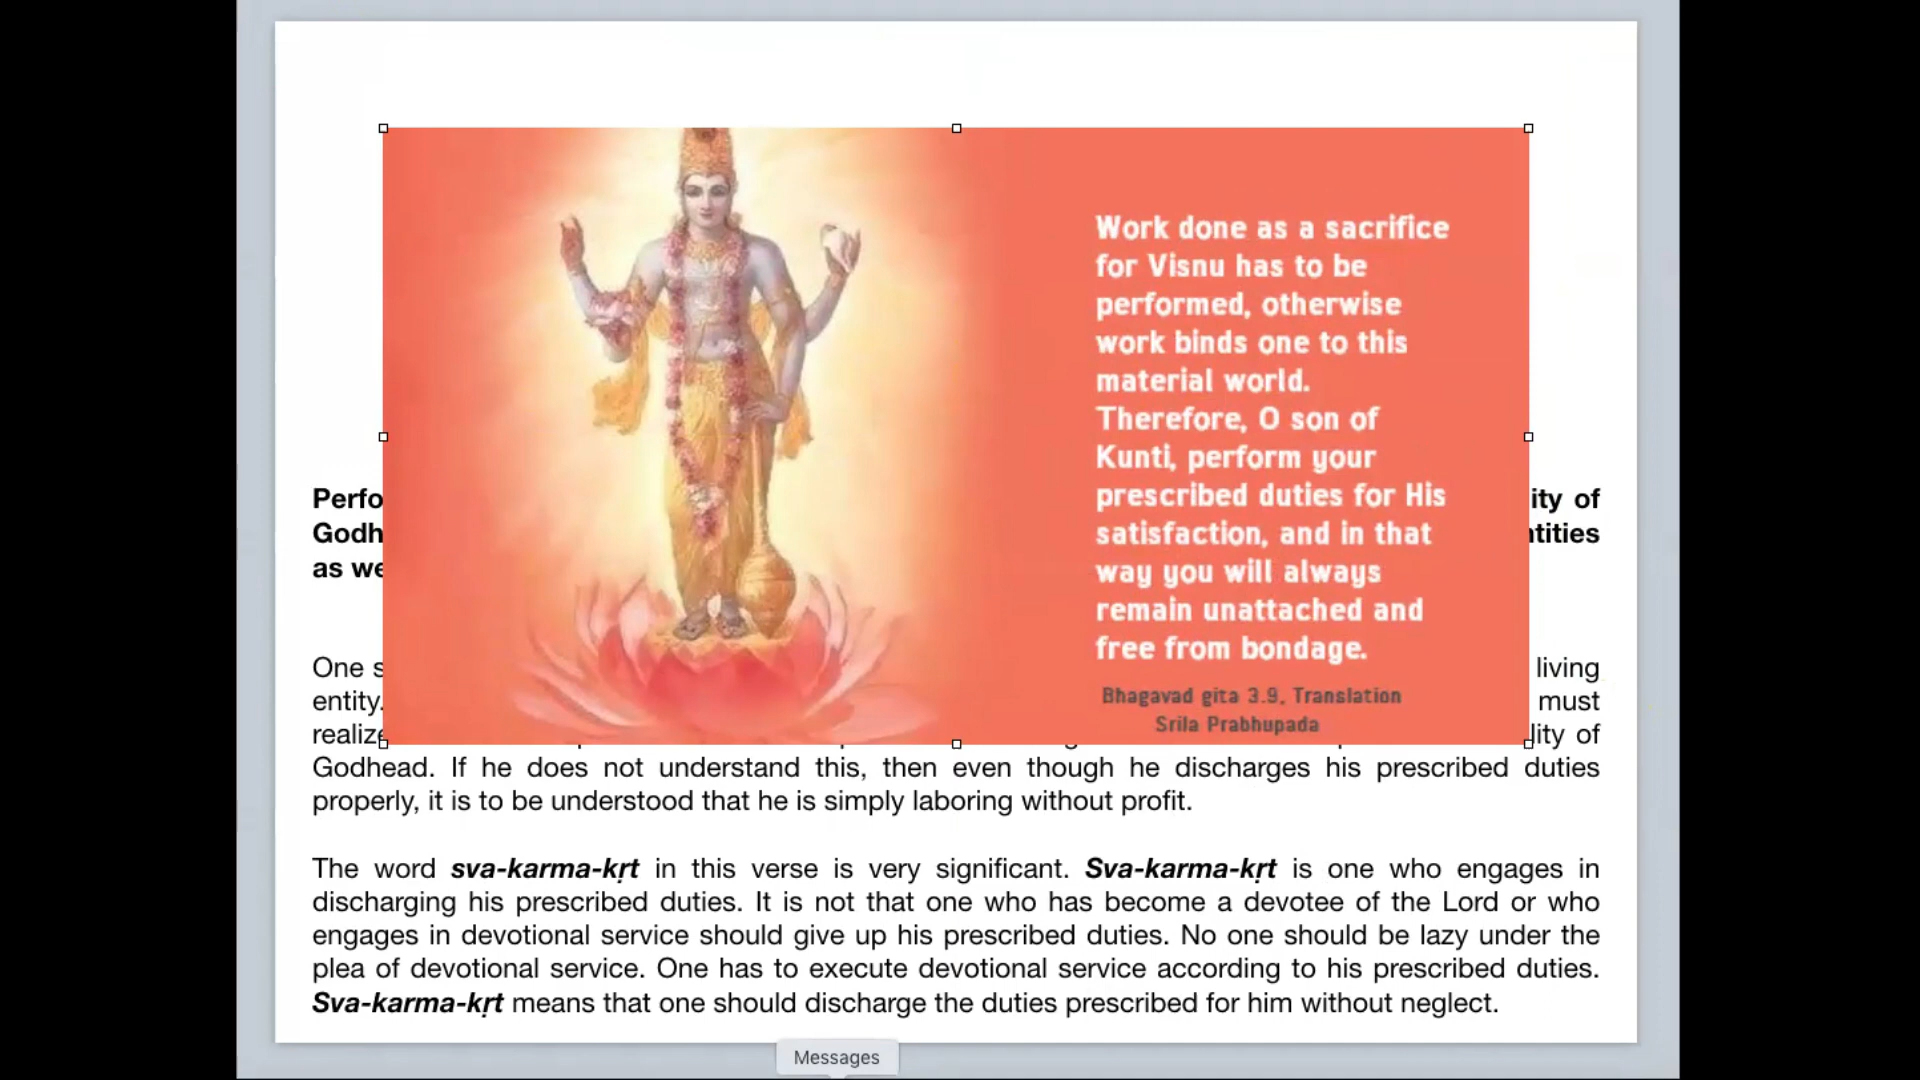 Work done as a sacrifice
for Visnu has to be
performed, otherwise
work binds one to this
material world.
Therefore, O son of
Kunti, perform your
prescribed duties for His
satisfaction, and in that
way you will always
remain unattached and
free from bondage.
Bhagavad gita 3.9, Translation
Srila Prabhupada
of
Godh
as
One living
entity. must
of
Godhead. If he does not understand this, then even though he discharges his prescribed duties
properly, it is to be understood that he is simply laboring without profit.
The word sva-karma-kṛt in this verse is very significant. Sva-karma-kṛt is one who engages in
discharging his prescribed duties. It is not that one who has become a devotee of the Lord or who
engages in devotional service should give up his prescribed duties. No one should be lazy under the
plea of devotional service. One has to execute devotional service according to his prescribed duties.
Sva-karma-kṛt means that one should discharge the duties prescribed for him without neglect.
Messages